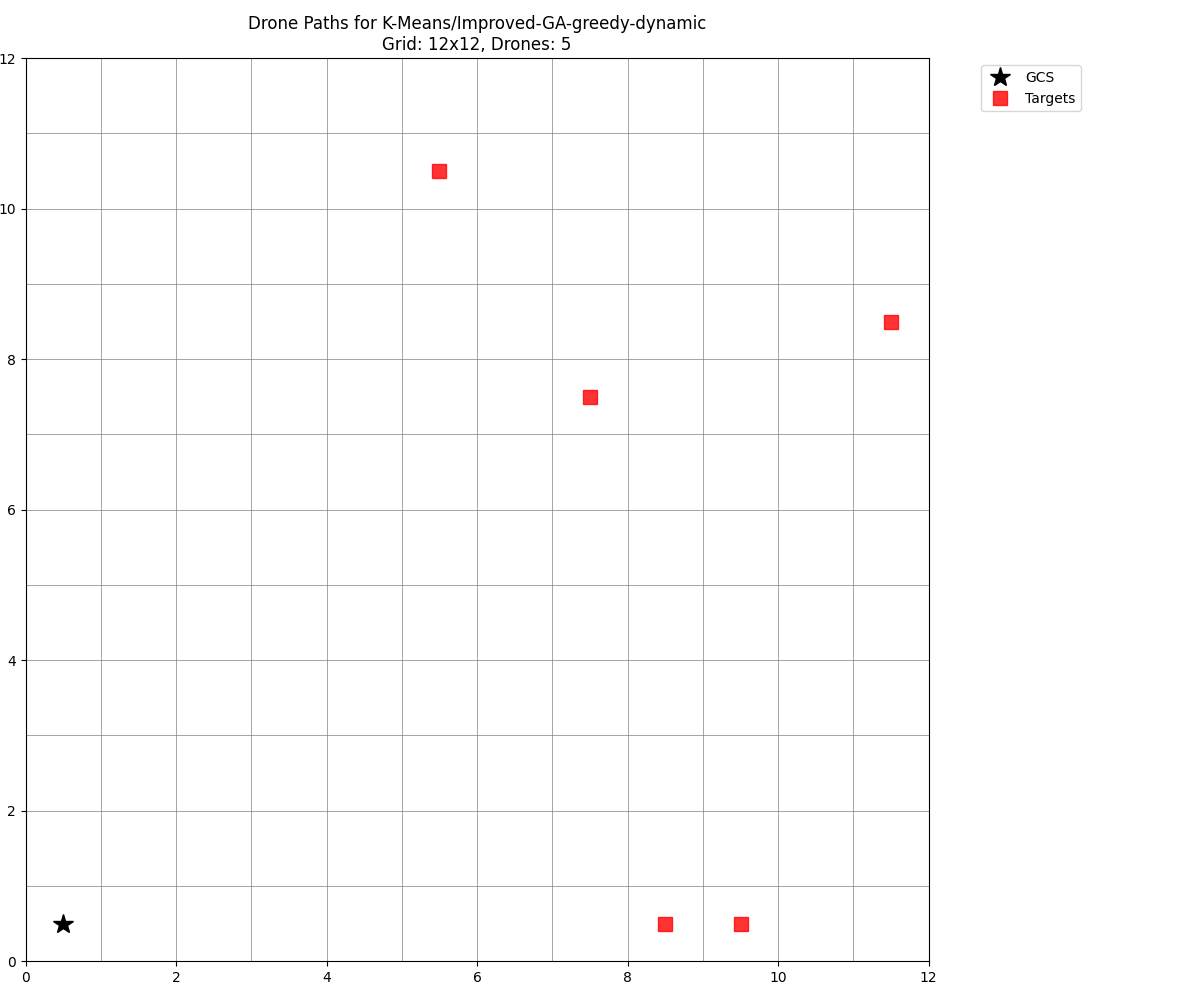 Drone Paths for K-Means/Improved-GA-greedy-dynamic
Grid: 12x12, Drones: 5
GCS
Targets
12
10
8
6
4
2
0
0 2 4 6 8 10 12